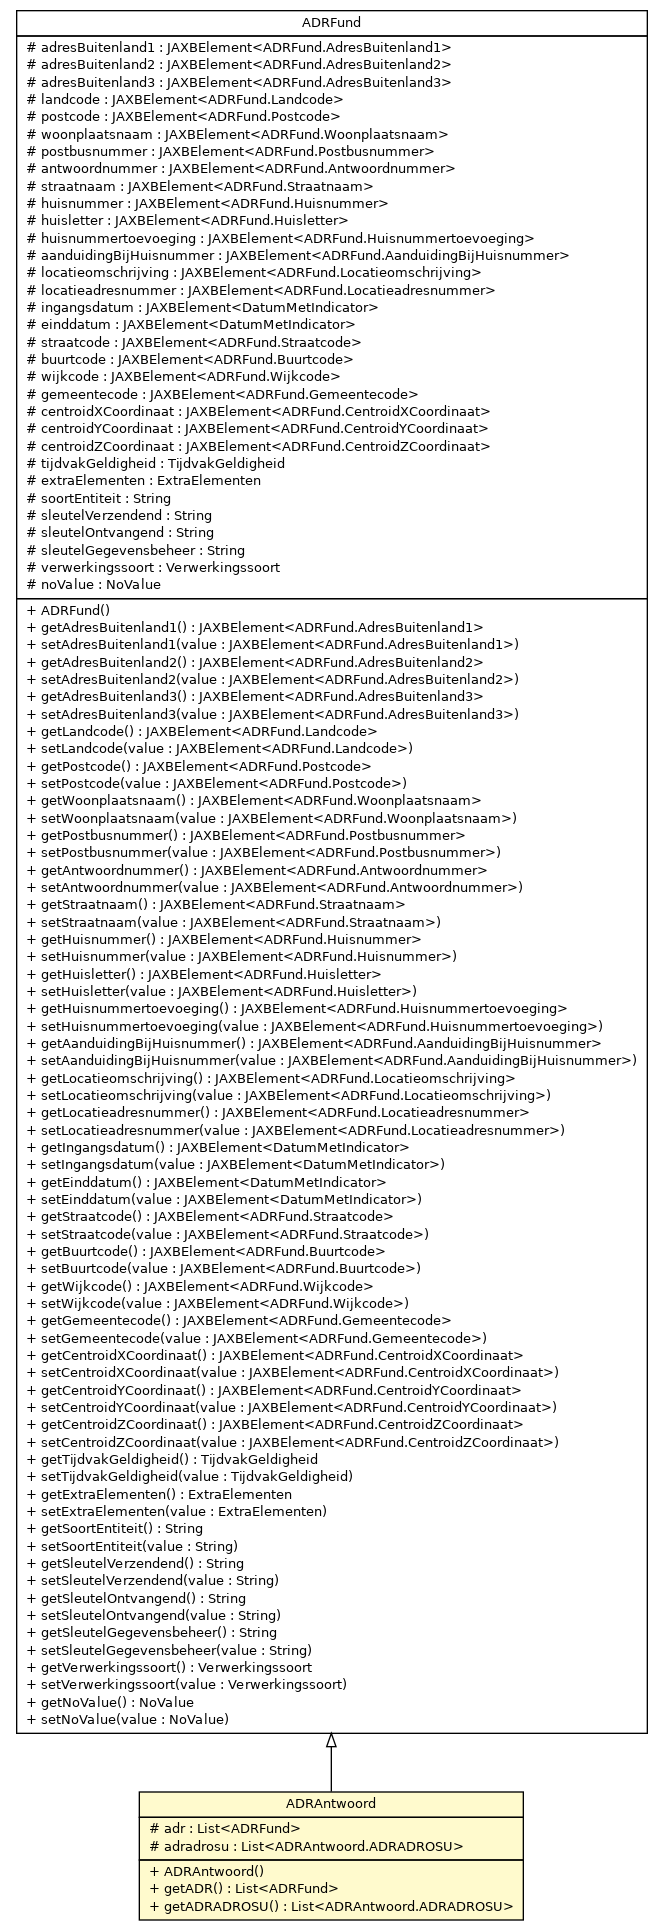 ADRFund
# adresBuitenland1 : JAXBElement<ADRFund.AdresBuitenland1>
# adresBuitenland2 : JAXBElement<ADRFund.AdresBuitenland2>
# adresBuitenland3 : JAXBElement<ADRFund.AdresBuitenland3>
# landcode : JAXBElement<ADRFund.Landcode>
# postcode : JAXBElement<ADRFund.Postcode>
# woonplaatsnaam : JAXBElement<ADRFund.Woonplaatsnaam>
# postbusnummer : JAXBElement<ADRFund.Postbusnummer>
# antwoordnummer : JAXBElement<ADRFund.Antwoordnummer>
# straatnaam : JAXBElement<ADRFund.Straatnaam>
# huisnummer : JAXBElement<ADRFund.Huisnummer>
# huisletter : JAXBElement<ADRFund.Huisletter>
# huisnummertoevoeging : JAXBElement<ADRFund.Huisnummertoevoeging>
# aanduidingBijHuisnummer : JAXBElement<ADRFund.AanduidingBijHuisnummer>
# locatieomschrijving : JAXBElement<ADRFund.Locatieomschrijving>
# locatieadresnummer : JAXBElement<ADRFund.Locatieadresnummer>
# ingangsdatum : JAXBElement<DatumMetIndicator>
# einddatum : JAXBElement<DatumMetIndicator>
# straatcode : JAXBElement<ADRFund.Straatcode>
# buurtcode : JAXBElement<ADRFund.Buurtcode>
# wijkcode : JAXBElement<ADRFund.Wijkcode>
# gemeentecode : JAXBElement<ADRFund.Gemeentecode>
# centroidXCoordinaat : JAXBElement<ADRFund.CentroidXCoordinaat>
# centroidYCoordinaat : JAXBElement<ADRFund.CentroidYCoordinaat>
# centroidZCoordinaat : JAXBElement<ADRFund.CentroidZCoordinaat>
# tijdvakGeldigheid : TijdvakGeldigheid
# extraElementen : ExtraElementen
# soortEntiteit : String
# sleutelVerzendend : String
# sleutelOntvangend : String
# sleutelGegevensbeheer : String
# verwerkingssoort : Verwerkingssoort
# noValue : NoValue
+ ADRFund()
+ getAdresBuitenland1() : JAXBElement<ADRFund.AdresBuitenland1>
+ setAdresBuitenland1(value : JAXBElement<ADRFund.AdresBuitenland1>)
+ getAdresBuitenland2() : JAXBElement<ADRFund.AdresBuitenland2>
+ setAdresBuitenland2(value : JAXBElement<ADRFund.AdresBuitenland2>)
+ getAdresBuitenland3() : JAXBElement<ADRFund.AdresBuitenland3>
+ setAdresBuitenland3(value : JAXBElement<ADRFund.AdresBuitenland3>)
+ getLandcode() : JAXBElement<ADRFund.Landcode>
+ setLandcode(value : JAXBElement<ADRFund.Landcode>)
+ getPostcode() : JAXBElement<ADRFund.Postcode>
+ setPostcode(value : JAXBElement<ADRFund.Postcode>)
+ getWoonplaatsnaam() : JAXBElement<ADRFund.Woonplaatsnaam>
+ setWoonplaatsnaam(value : JAXBElement<ADRFund.Woonplaatsnaam>)
+ getPostbusnummer() : JAXBElement<ADRFund.Postbusnummer>
+ setPostbusnummer(value : JAXBElement<ADRFund.Postbusnummer>)
+ getAntwoordnummer() : JAXBElement<ADRFund.Antwoordnummer>
+ setAntwoordnummer(value : JAXBElement<ADRFund.Antwoordnummer>)
+ getStraatnaam() : JAXBElement<ADRFund.Straatnaam>
+ setStraatnaam(value : JAXBElement<ADRFund.Straatnaam>)
+ getHuisnummer() : JAXBElement<ADRFund.Huisnummer>
+ setHuisnummer(value : JAXBElement<ADRFund.Huisnummer>)
+ getHuisletter() : JAXBElement<ADRFund.Huisletter>
+ setHuisletter(value : JAXBElement<ADRFund.Huisletter>)
+ getHuisnummertoevoeging() : JAXBElement<ADRFund.Huisnummertoevoeging>
+ setHuisnummertoevoeging(value : JAXBElement<ADRFund.Huisnummertoevoeging>)
+ getAanduidingBijHuisnummer() : JAXBElement<ADRFund.AanduidingBijHuisnummer>
+ setAanduidingBijHuisnummer(value : JAXBElement<ADRFund.AanduidingBijHuisnummer>)
+ getLocatieomschrijving() : JAXBElement<ADRFund.Locatieomschrijving>
+ setLocatieomschrijving(value : JAXBElement<ADRFund.Locatieomschrijving>)
+ getLocatieadresnummer() : JAXBElement<ADRFund.Locatieadresnummer>
+ setLocatieadresnummer(value : JAXBElement<ADRFund.Locatieadresnummer>)
+ getIngangsdatum() : JAXBElement<DatumMetIndicator>
+ setIngangsdatum(value : JAXBElement<DatumMetIndicator>)
+ getEinddatum() : JAXBElement<DatumMetIndicator>
+ setEinddatum(value : JAXBElement<DatumMetIndicator>)
+ getStraatcode() : JAXBElement<ADRFund.Straatcode>
+ setStraatcode(value : JAXBElement<ADRFund.Straatcode>)
+ getBuurtcode() : JAXBElement<ADRFund.Buurtcode>
+ setBuurtcode(value : JAXBElement<ADRFund.Buurtcode>)
+ getWijkcode() : JAXBElement<ADRFund.Wijkcode>
+ setWijkcode(value : JAXBElement<ADRFund.Wijkcode>)
+ getGemeentecode() : JAXBElement<ADRFund.Gemeentecode>
+ setGemeentecode(value : JAXBElement<ADRFund.Gemeentecode>)
+ getCentroidXCoordinaat() : JAXBElement<ADRFund.CentroidXCoordinaat>
+ setCentroidXCoordinaat(value : JAXBElement<ADRFund.CentroidXCoordinaat>)
+ getCentroidYCoordinaat() : JAXBElement<ADRFund.CentroidYCoordinaat>
+ setCentroidYCoordinaat(value : JAXBElement<ADRFund.CentroidYCoordinaat>)
+ getCentroidZCoordinaat() : JAXBElement<ADRFund.CentroidZCoordinaat>
+ setCentroidZCoordinaat(value : JAXBElement<ADRFund.CentroidZCoordinaat>)
+ getTijdvakGeldigheid() : TijdvakGeldigheid
+ setTijdvakGeldigheid(value : TijdvakGeldigheid)
+ getExtraElementen() : ExtraElementen
+ setExtraElementen(value : ExtraElementen)
+ getSoortEntiteit() : String
+ setSoortEntiteit(value : String)
+ getSleutelVerzendend() : String
+ setSleutelVerzendend(value : String)
+ getSleutelOntvangend() : String
+ setSleutelOntvangend(value : String)
+ getSleutelGegevensbeheer() : String
+ setSleutelGegevensbeheer(value : String)
+ getVerwerkingssoort() : Verwerkingssoort
+ setVerwerkingssoort(value : Verwerkingssoort)
+ getNoValue() : NoValue
+ setNoValue(value : NoValue)
ADRAntwoord
# adr : List<ADRFund>
# adradrosu : List<ADRAntwoord.ADRADROSU>
+ ADRAntwoord()
+ getADR() : List<ADRFund>
+ getADRADROSU() : List<ADRAntwoord.ADRADROSU>